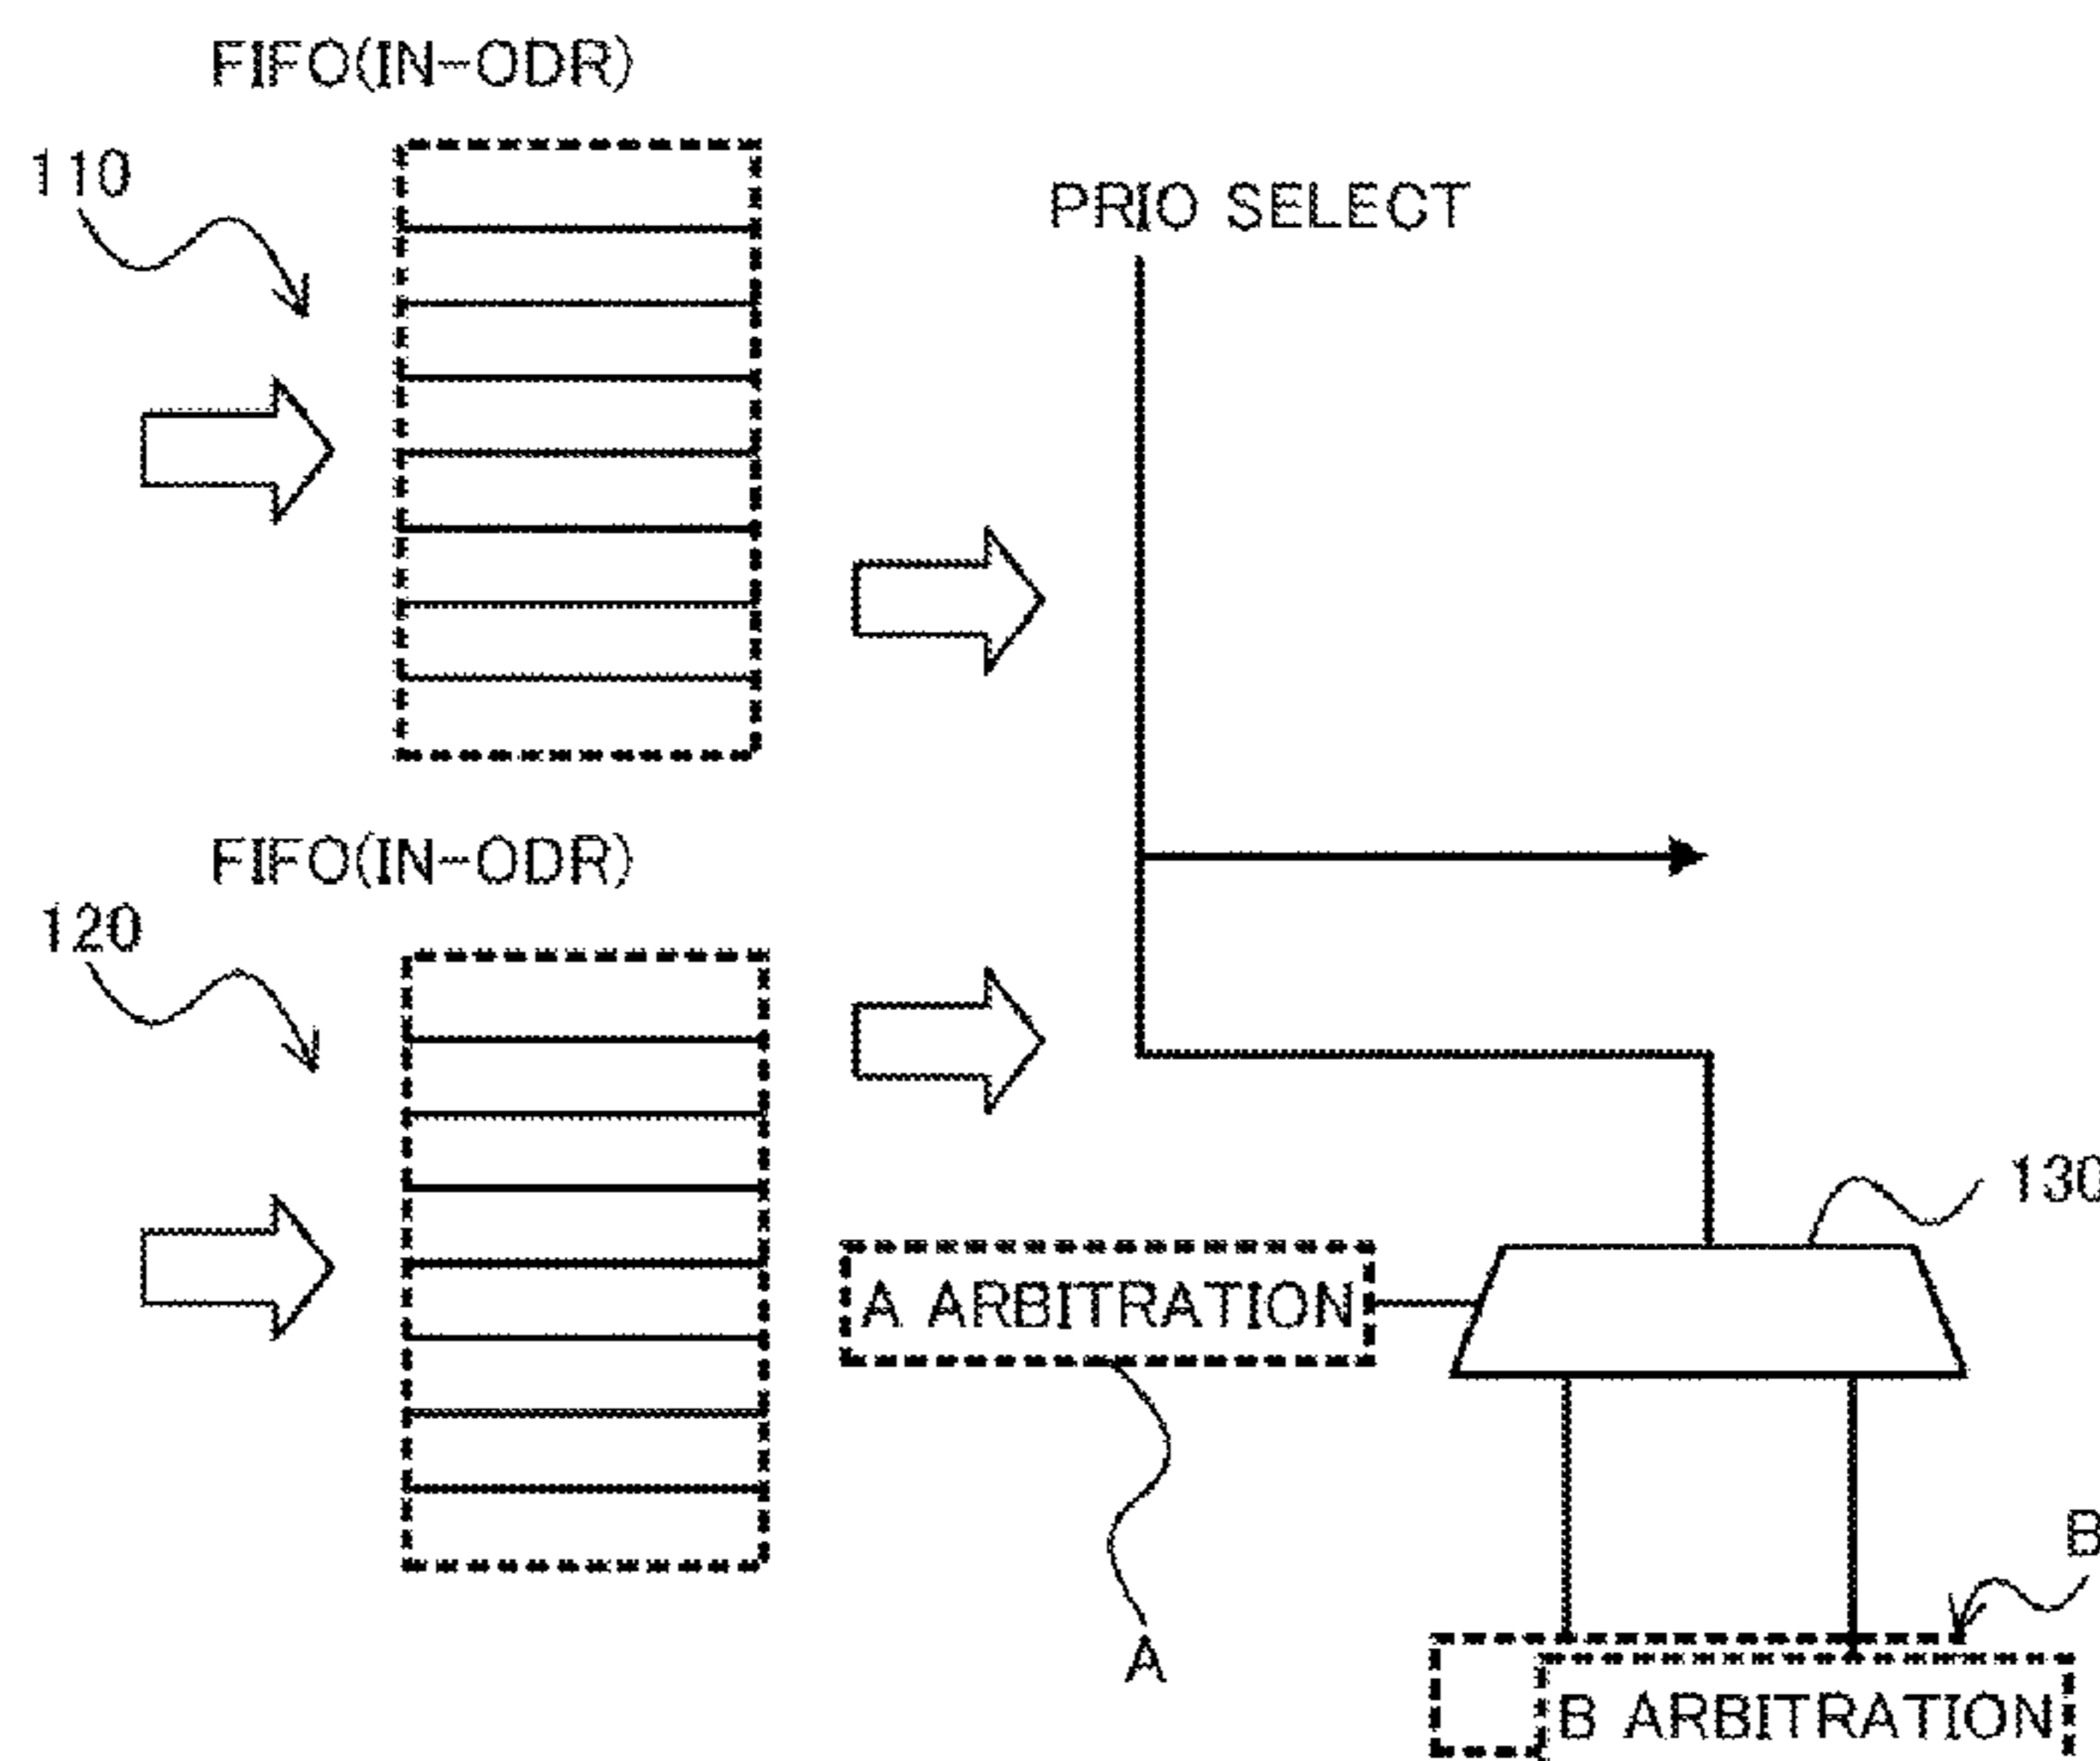 FIFO(IN-ODR)
110
PRIO SELECT
FIFO(IN-ODR)
120
130
A ARBITRATION
B
A
B ARBITRATION